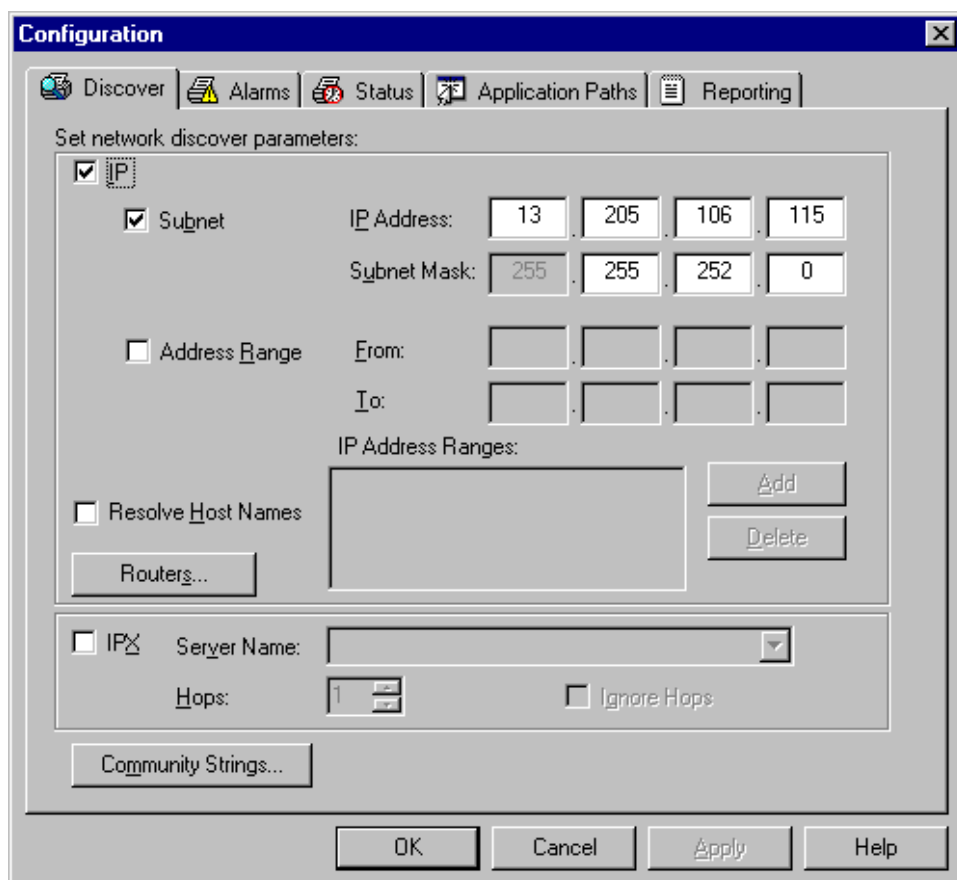 Configuration
Discover Alarms Status Application Paths Reporting
Set network discover parameters:
IP
Subnet IP Address: 13 . 205 . 106 . 115
Subnet Mask: 255 . 255 . 252 . 0
Address Range From: . . .
To: . . .
IP Address Ranges:
Add
Resolve Host Names
Delete
Routers...
IPX Server Name:
Hops: 1 Ignore Hops
Community Strings...
OK Cancel Apply Help